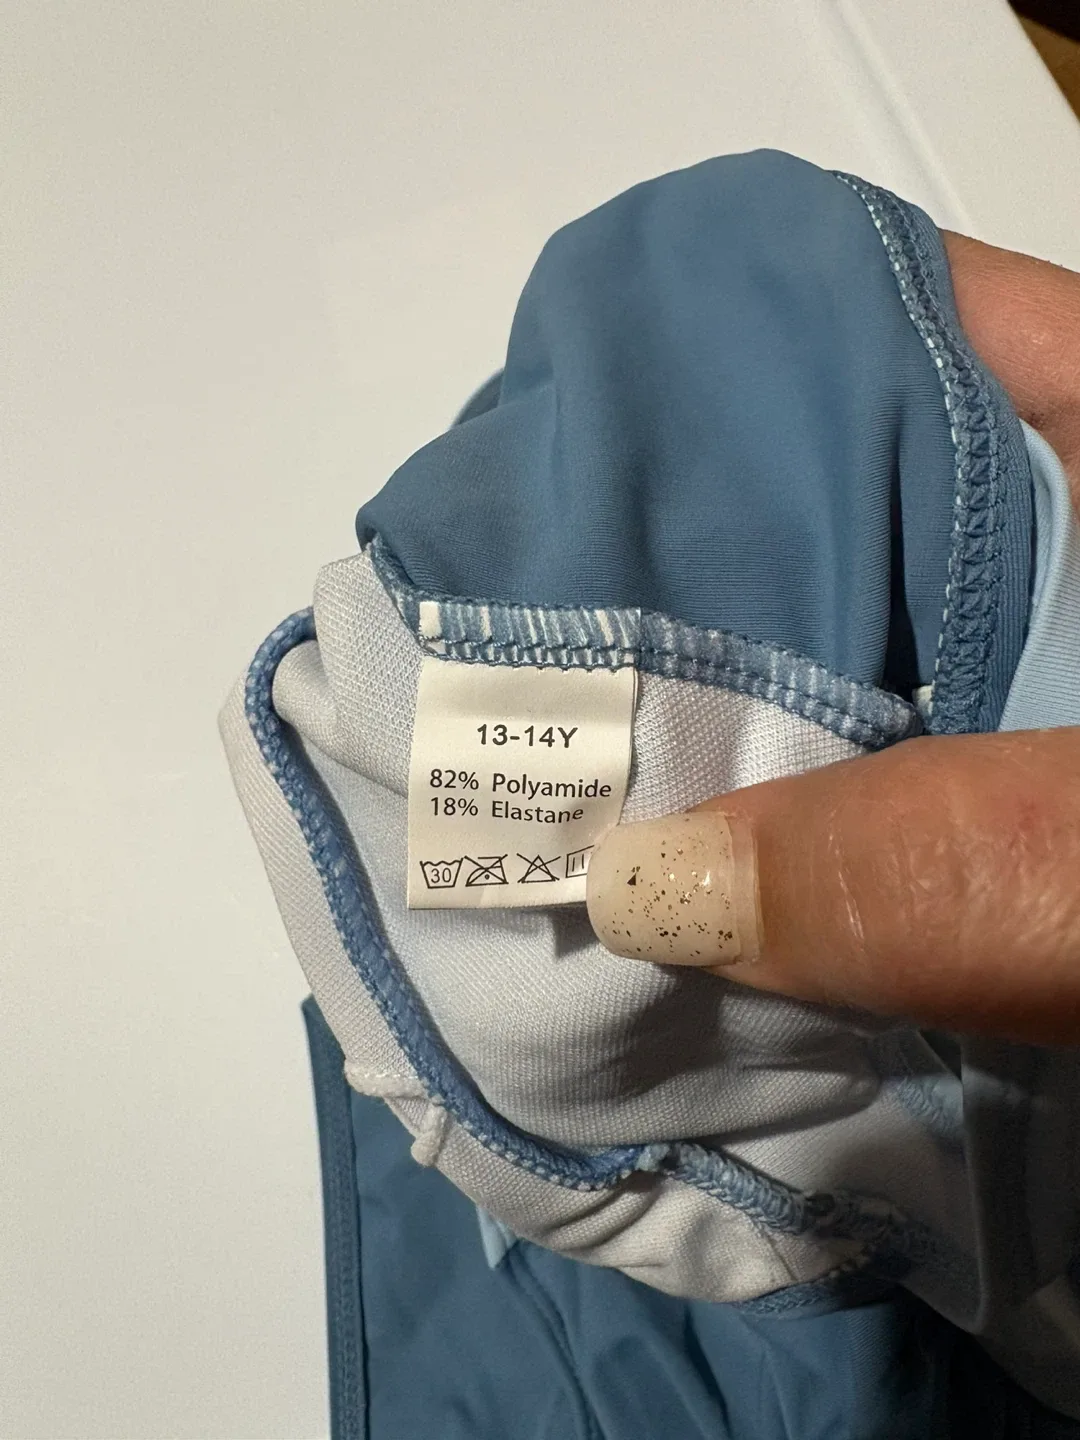 13-14Y
82% Polyamide
18% Elastane
30